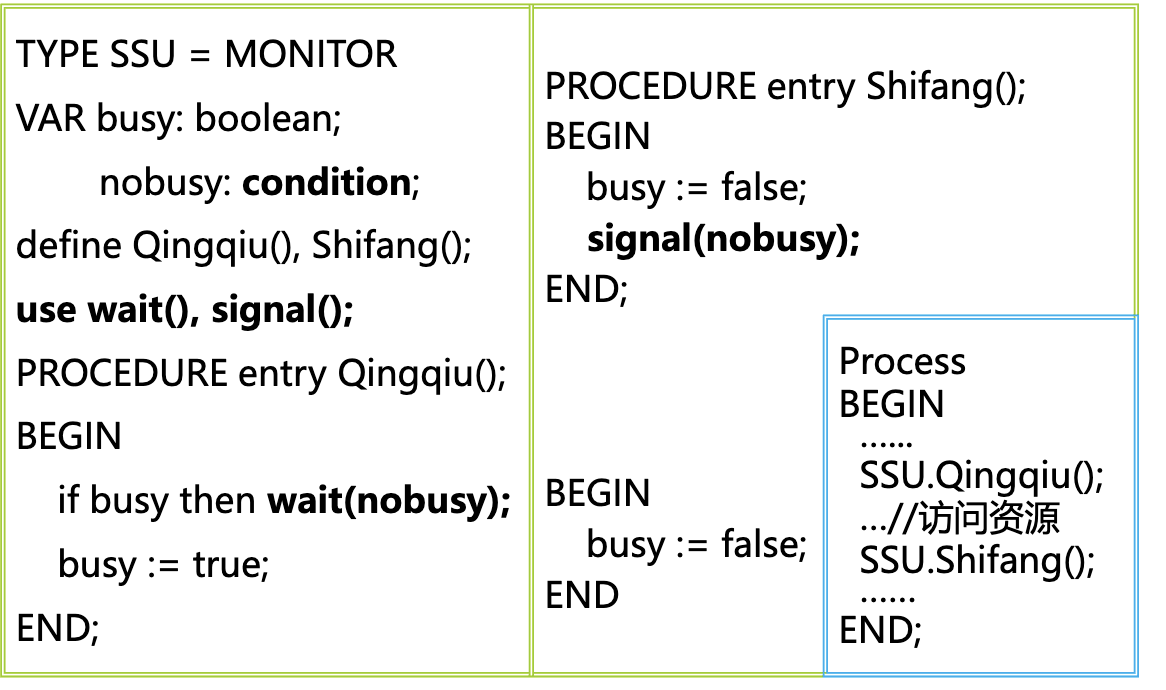 TYPE SSU = MONITOR
VAR busy: boolean;
nobusy: condition;
define Qingqiu(), Shifang();
use wait(), signal();
PROCEDURE entry Qingqiu();
BEGIN
if busy then wait(nobusy);
busy := true;
END;
PROCEDURE entry Shifang();
BEGIN
busy := false;
signal(nobusy);
END;
BEGIN
busy := false;
END
Process
BEGIN
……
SSU.Qingqiu();
…//访问资源
SSU.Shifang();
……
END;